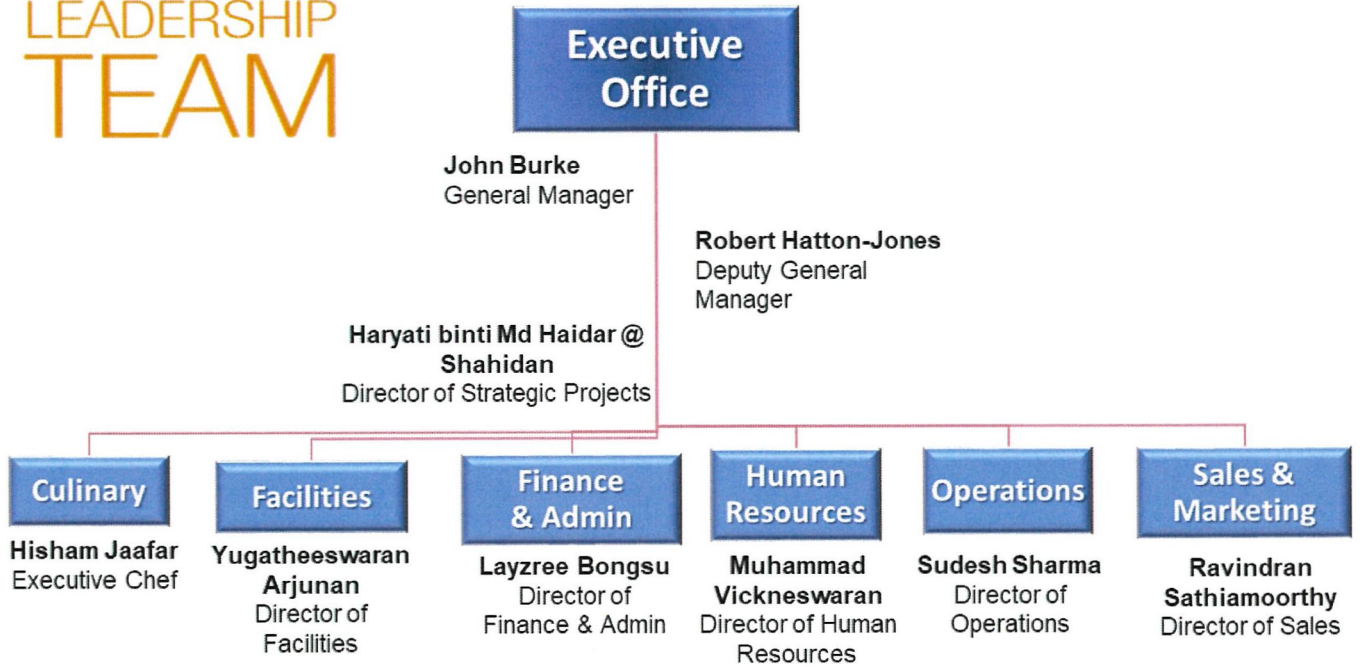 LEADERSHIP
TEAM
Executive
Office
John Burke
General Manager
Robert Hatton-Jones
Deputy General
Manager
Haryati binti Md Haidar @
Shahidan
Director of Strategic Projects
Culinary
Hisham Jaafar
Executive Chef
Facilities
Yugatheeswaran
Arjunan
Director of
Facilities
Finance
& Admin
Layzree Bongsu
Director of
Finance & Admin
Human
Resources
Muhammad
Vickneswaran
Director of Human
Resources
Operations
Sudesh Sharma
Director of
Operations
Sales &
Marketing
Ravindran
Sathiamoorthy
Director of Sales